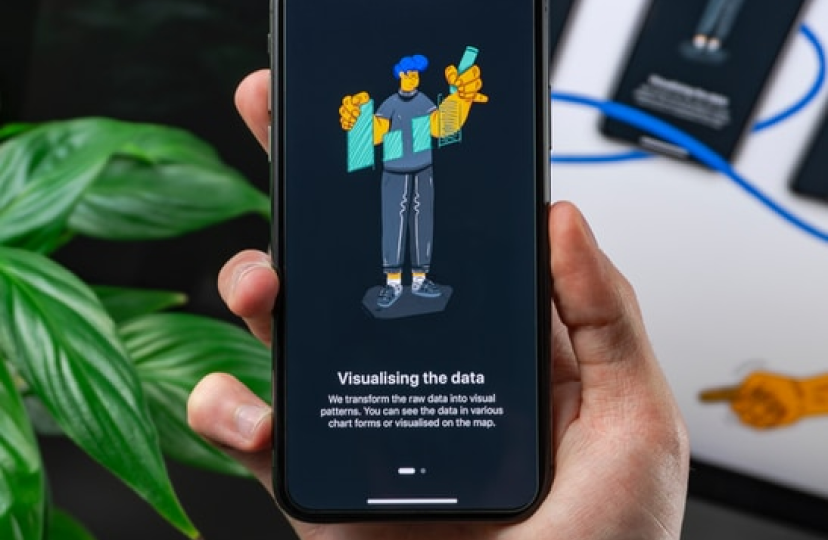 Visualising the data
We transform the raw data into visual
patterns. You can see the data in various
chart forms or visualised on the map.